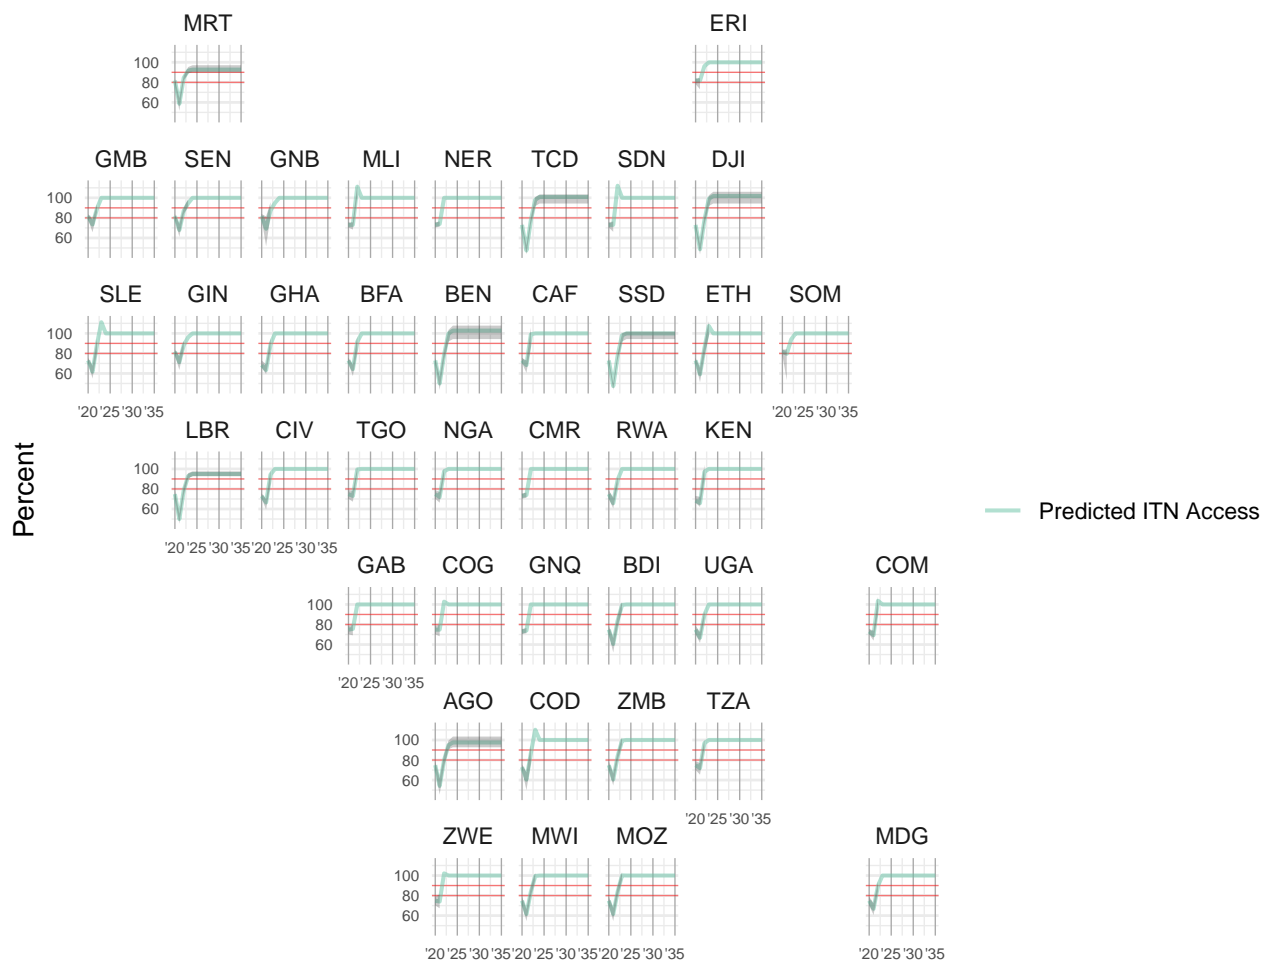 MRT ERI
100
80
60
GMB SEN GNB MLI NER TCD SDN DJI
100
80
60
SLE GIN GHA BFA BEN CAF SSD ETH SOM
100
80
60
'20 '25 '30 '35 '20 '25 '30 '35
LBR CIV TGO NGA CMR RWA KEN
100
80
60
Percent
Predicted ITN Access
'20 '25 '30 '35 '20 '25 '30 '35
GAB COG GNQ BDI UGA COM
100
80
60
'20 '25 '30 '35
AGO COD ZMB TZA
100
80
60
'20 '25 '30 '35
ZWE MWI MOZ MDG
100
80
60
'20 '25 '30 '35 '20 '25 '30 '35 '20 '25 '30 '35 '20 '25 '30 '35